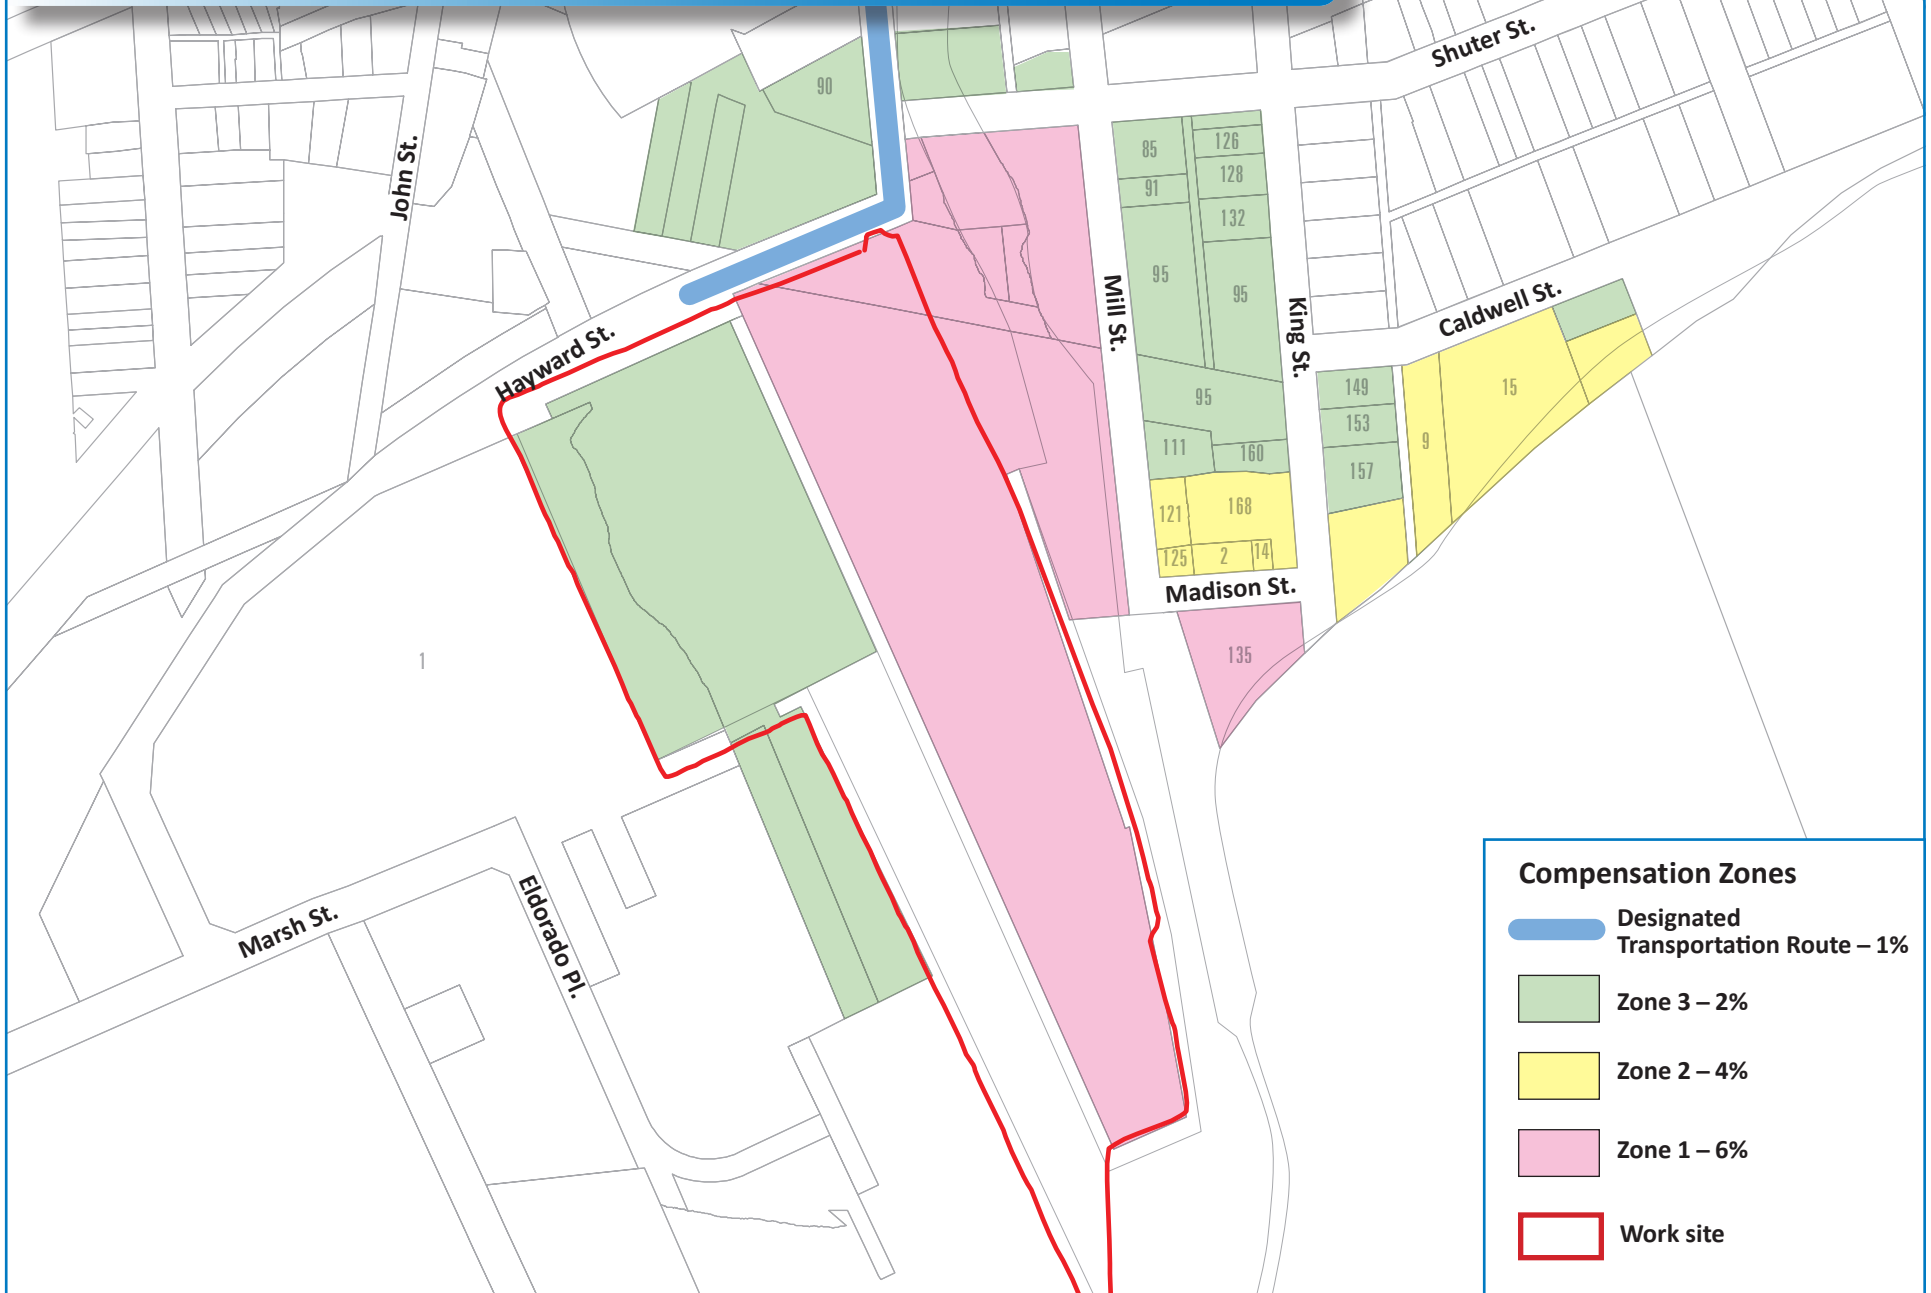 Shuter St.
90
John St.
85
126
91
128
132
95
95
Mill St.
King St.
Caldwell St.
Hayward St.
149
15
95
153
9
111
160
157
121
168
125
2
14
Madison St.
1
135
Marsh St.
Eldorado Pl.
Compensation Zones
Designated
Transportation Route – 1%
Zone 3 – 2%
Zone 2 – 4%
Zone 1 – 6%
Work site